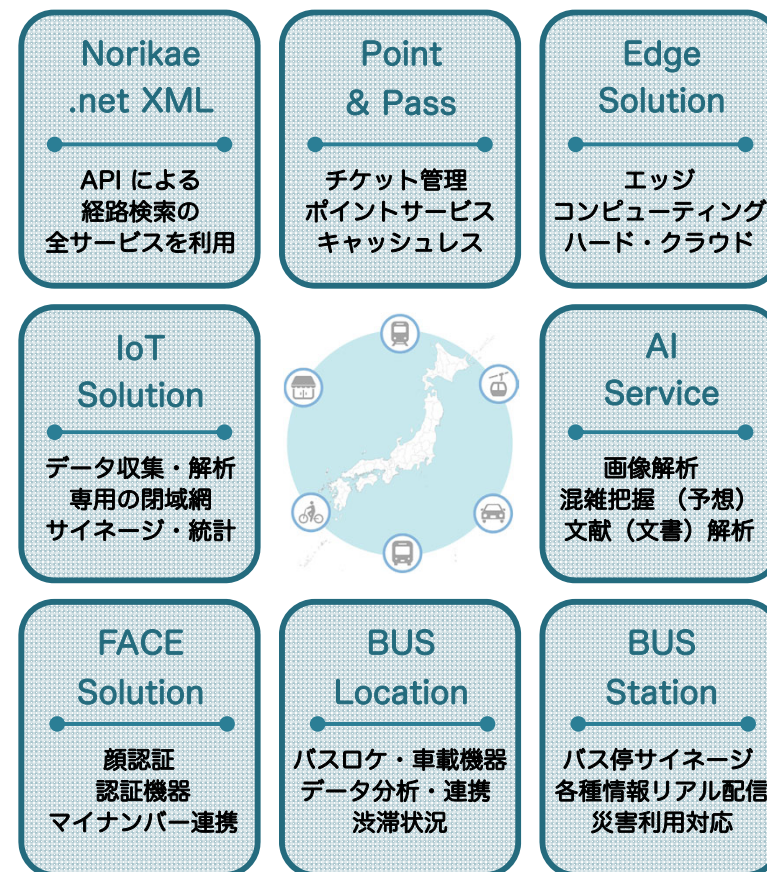 Norikae
.net XML
API による
経路検索の
全サービスを利用
Point
& Pass
チケット管理
ポイントサービス
キャッシュレス
Edge
Solution
エッジ
コンピューティング
ハード・クラウド
IoT
Solution
データ収集・解析
専用の閉域網
サイネージ・統計
AI
Service
画像解析
混雑把握 （予想）
文献（文書）解析
FACE
Solution
顔認証
認証機器
マイナンバー連携
BUS
Location
バスロケ・車載機器
データ分析・連携
渋滞状況
BUS
Station
バス停サイネージ
各種情報リアル配信
災害利用対応